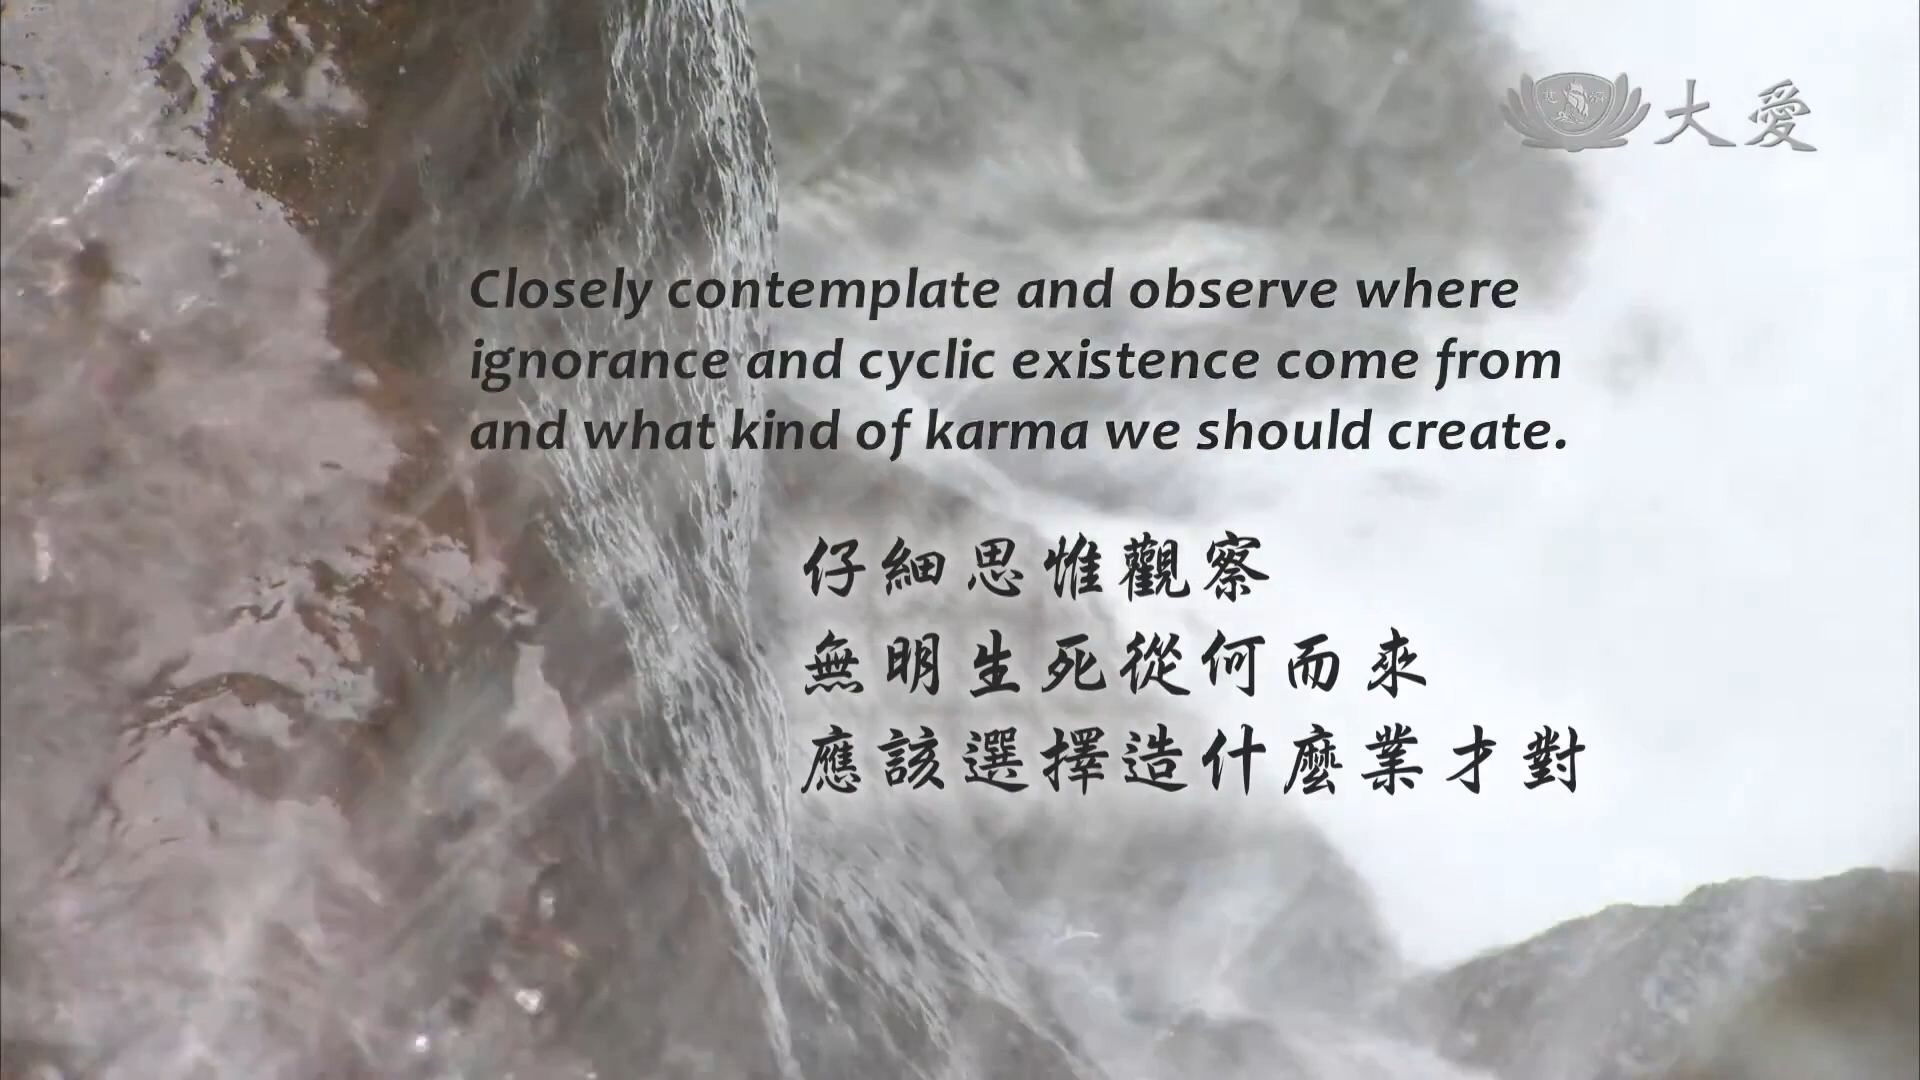 大愛
Closely contemplate and observe where
ignorance and cyclic existence come from
and what kind of karma we should create.
仔細思惟觀察
無明生死從何而來
應該選擇造什麼業才對